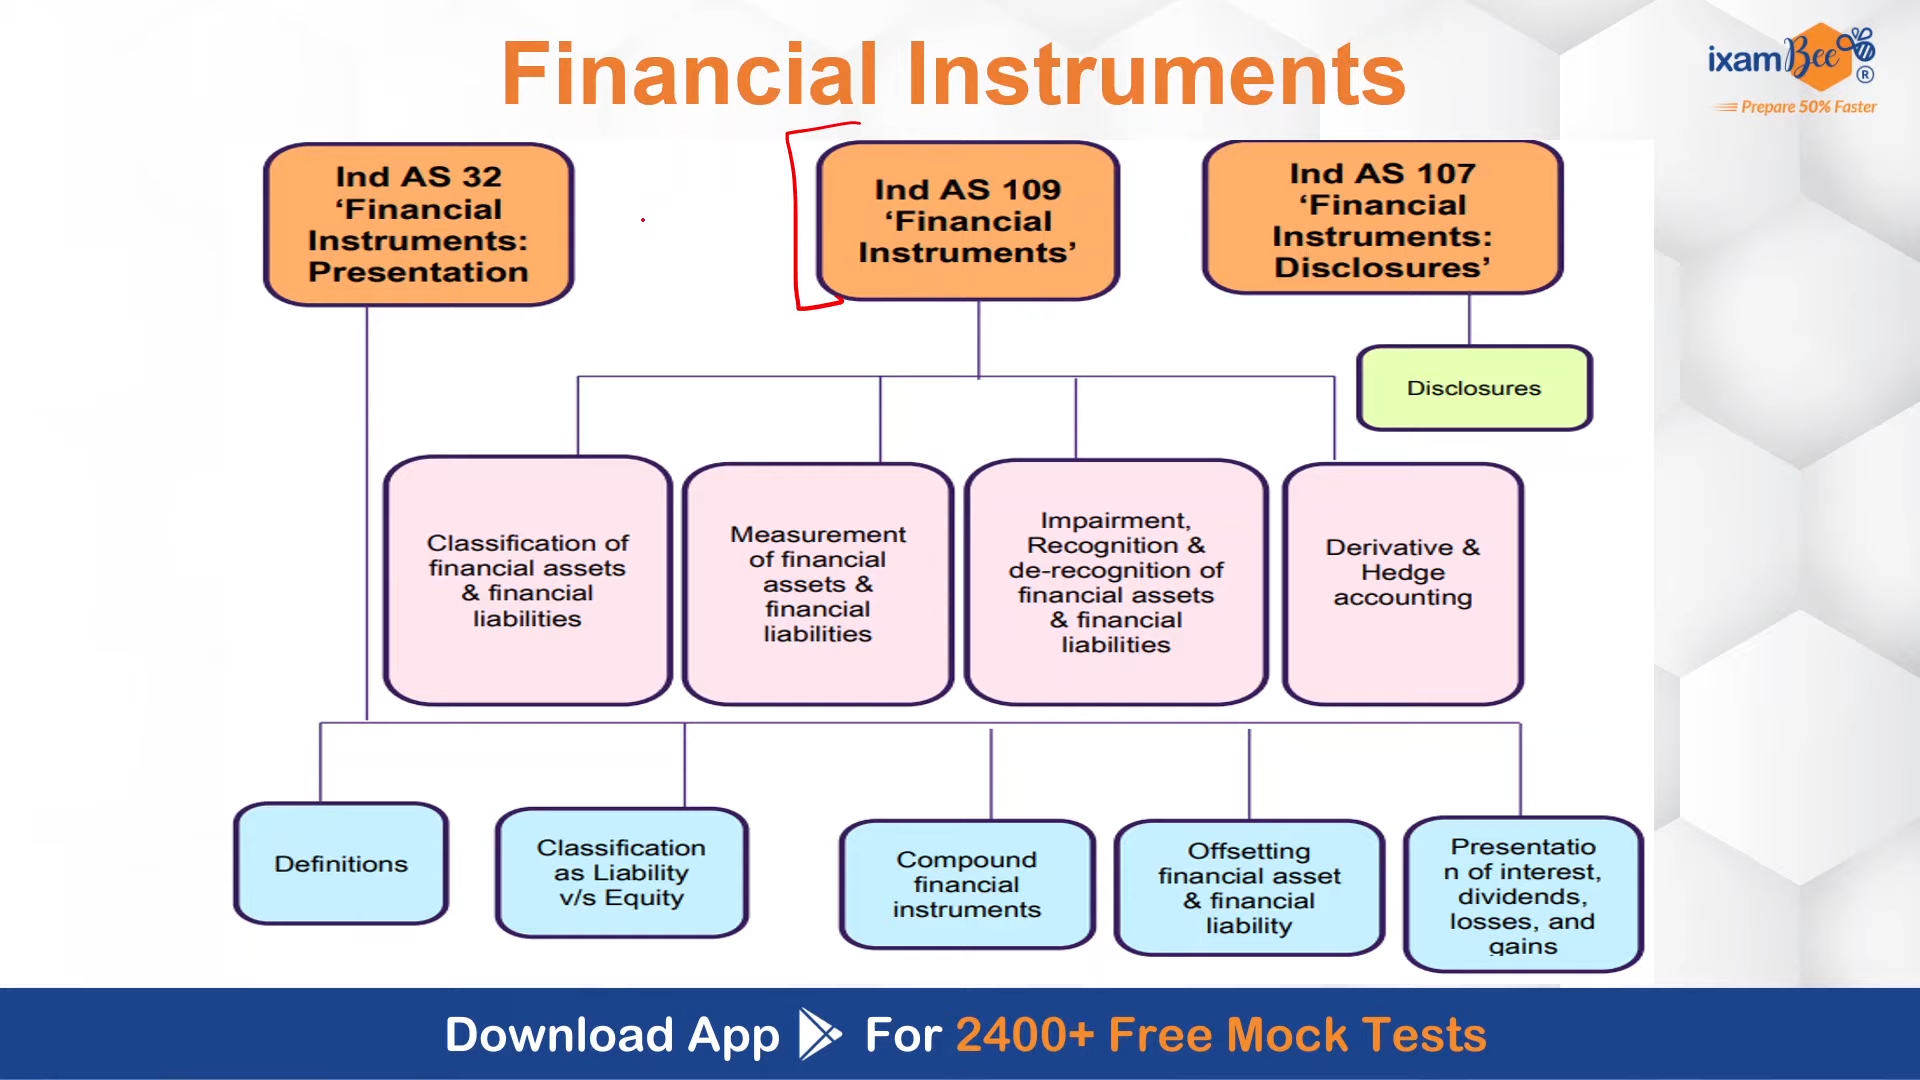 Financial Instruments
ixamBee
®
Prepare 50% Faster
Ind AS 32
‘Financial
Instruments:
Presentation
Ind AS 109
‘Financial
Instruments’
Ind AS 107
‘Financial
Instruments:
Disclosures’
Disclosures
Classification of
financial assets
& financial
liabilities
Measurement
of financial
assets &
financial
liabilities
Impairment,
Recognition &
de-recognition of
financial assets
& financial
liabilities
Derivative &
Hedge
accounting
Definitions
Classification
as Liability
v/s Equity
Compound
financial
instruments
Offsetting
financial asset
& financial
liability
Presentatio
n of interest,
dividends,
losses, and
gains
Download App For 2400+ Free Mock Tests